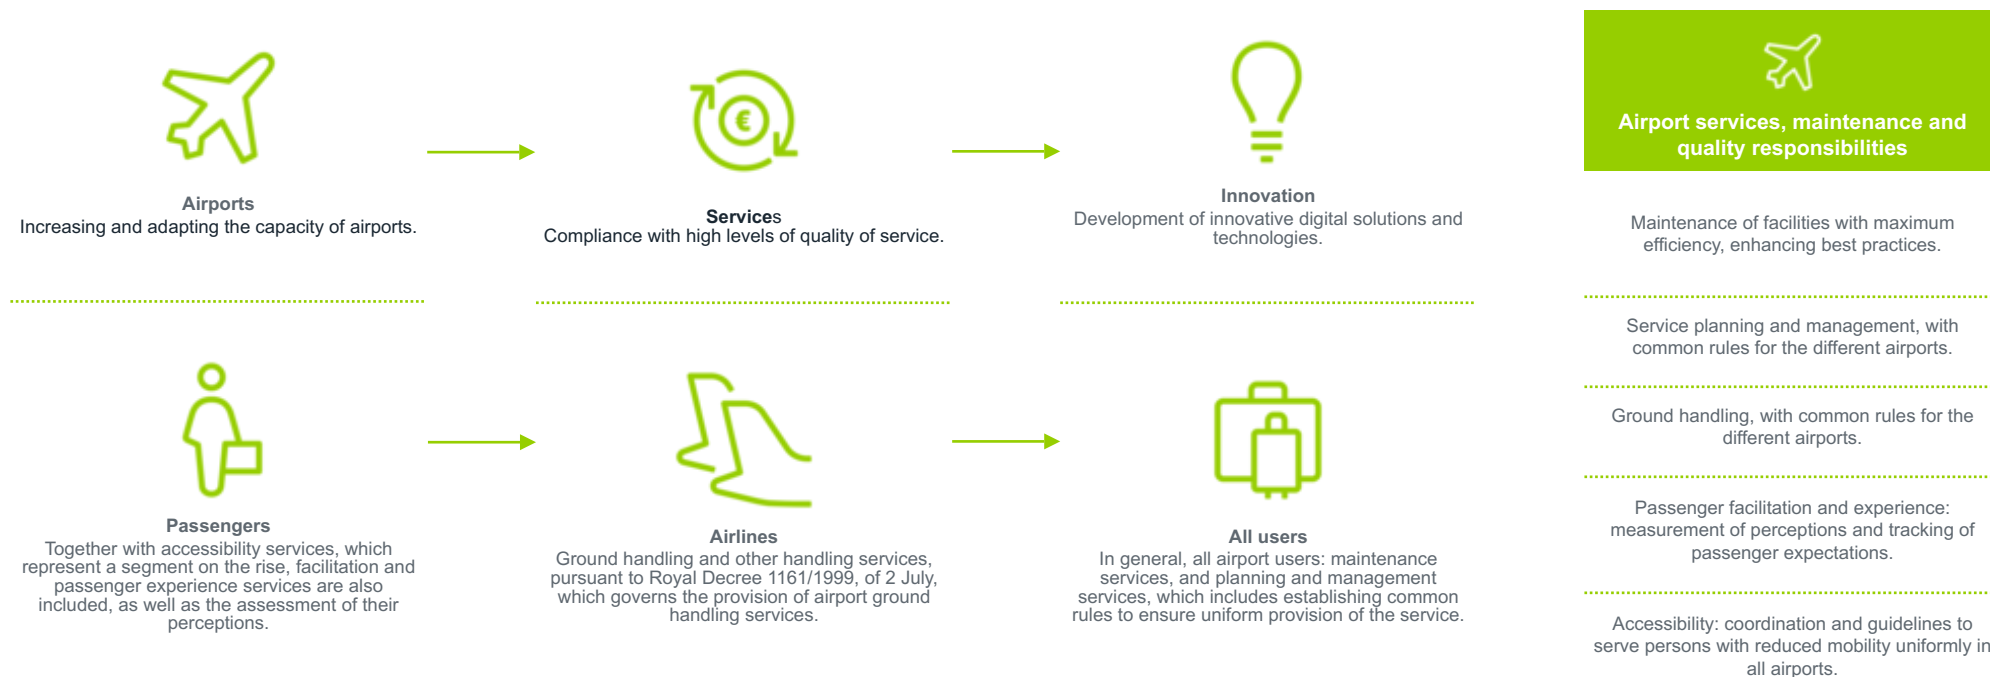 Airports
Increasing and adapting the capacity of airports.
Services
Compliance with high levels of quality of service.
Innovation
Development of innovative digital solutions and
technologies.
Passengers
Together with accessibility services, which
represent a segment on the rise, facilitation and
passenger experience services are also
included, as well as the assessment of their
perceptions.
Airlines
Ground handling and other handling services,
pursuant to Royal Decree 1161/1999, of 2 July,
which governs the provision of airport ground
handling services.
All users
In general, all airport users: maintenance
services, and planning and management
services, which includes establishing common
rules to ensure uniform provision of the service.
Airport services, maintenance and
quality responsibilities
Maintenance of facilities with maximum
efficiency, enhancing best practices.
Service planning and management, with
common rules for the different airports.
Ground handling, with common rules for the
different airports.
Passenger facilitation and experience:
measurement of perceptions and tracking of
passenger expectations.
Accessibility: coordination and guidelines to
serve persons with reduced mobility uniformly in
all airports.